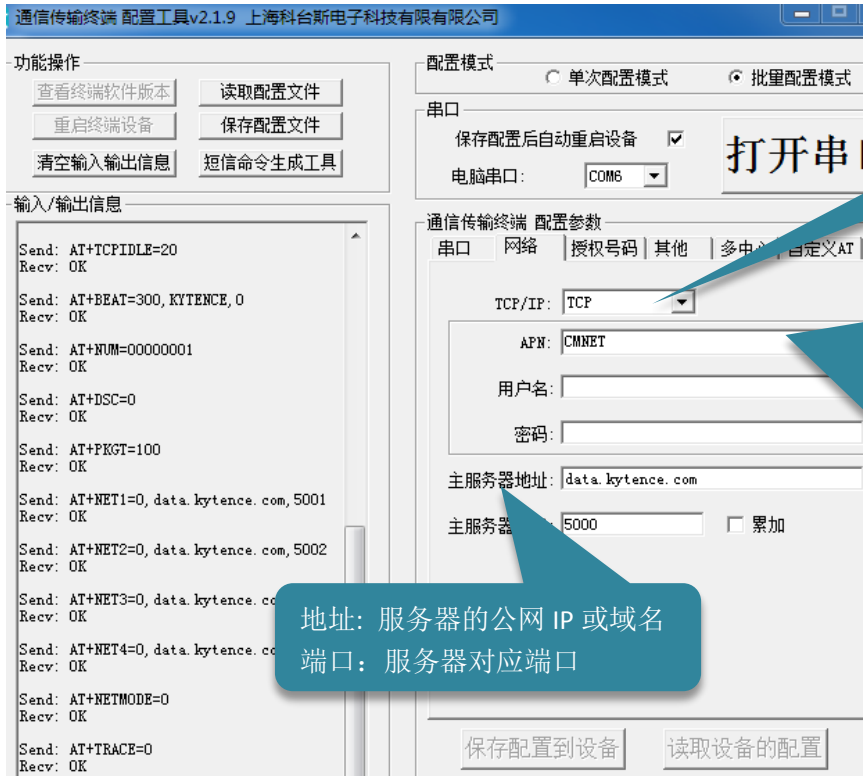 通信传输终端 配置工具v2.1.9 上海科台斯电子科技有限有限公司
功能操作
查看终端软件版本
读取配置文件
重启终端设备
保存配置文件
清空输入输出信息
短信命令生成工具
输入/输出信息
Send: AT+TCPIDLE=20
Recv: OK
Send: AT+BEAT=300, KYTENCE, 0
Recv: OK
Send: AT+NUM=00000001
Recv: OK
Send: AT+DSC=0
Recv: OK
Send: AT+PKGT=100
Recv: OK
Send: AT+NET1=0, data.kytence.com, 5001
Recv: OK
Send: AT+NET2=0, data.kytence.com, 5002
Recv: OK
Send: AT+NET3=0, data.kytence.co
Recv: OK
Send: AT+NET4=0, data.kytence.co
Recv: OK
Send: AT+NETMODE=0
Recv: OK
Send: AT+TRACE=0
Recv: OK
配置模式
单次配置模式
批量配置模式
串口
保存配置后自动重启设备
电脑串口:
COM6
打开串
通信传输终端 配置参数
串口
网络
授权号码
其他
多中心
自定义AT
TCP/IP:
TCP
APN:
CMNET
用户名:
密码:
主服务器地址:
data.kytence.com
主服务器
5000
累加
地址: 服务器的公网 IP 或域名
端口：服务器对应端口
保存配置到设备
读取设备的配置